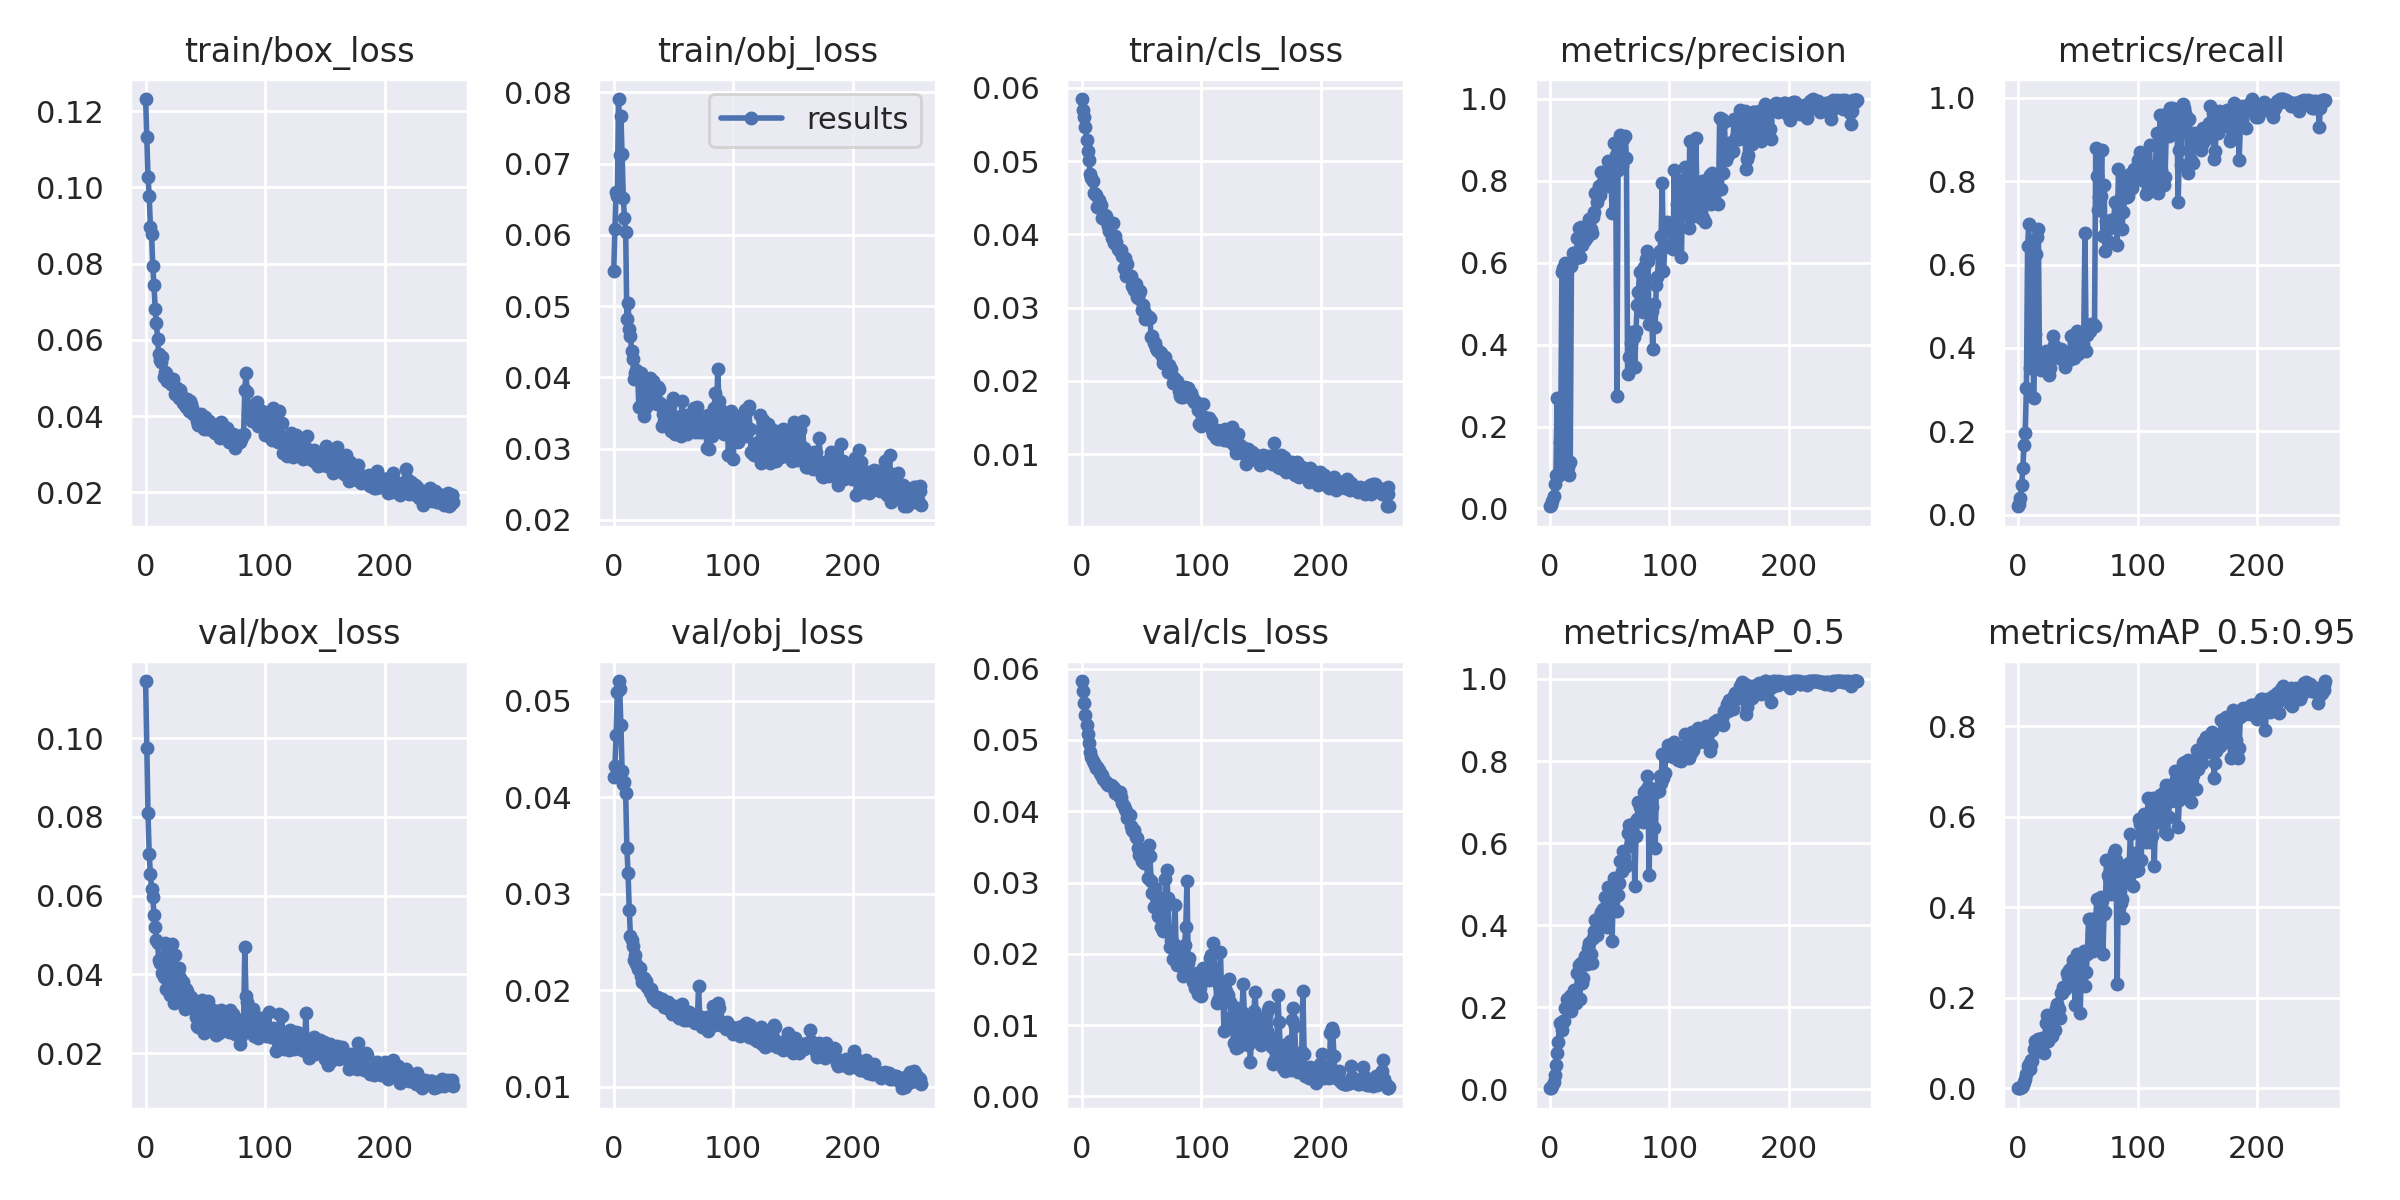 train/box_loss
0.12
0.10
0.08
0.06
0.04
0.02
0 100 200
train/obj_loss
results
0.08
0.07
0.06
0.05
0.04
0.03
0.02
0 100 200
train/cls_loss
0.06
0.05
0.04
0.03
0.02
0.01
0 100 200
metrics/precision
1.0
0.8
0.6
0.4
0.2
0.0
0 100 200
metrics/recall
1.0
0.8
0.6
0.4
0.2
0.0
0 100 200
val/box_loss
0.10
0.08
0.06
0.04
0.02
0 100 200
val/obj_loss
0.05
0.04
0.03
0.02
0.01
0 100 200
val/cls_loss
0.06
0.05
0.04
0.03
0.02
0.01
0.00
0 100 200
metrics/mAP_0.5
1.0
0.8
0.6
0.4
0.2
0.0
0 100 200
metrics/mAP_0.5:0.95
0.8
0.6
0.4
0.2
0.0
0 100 200